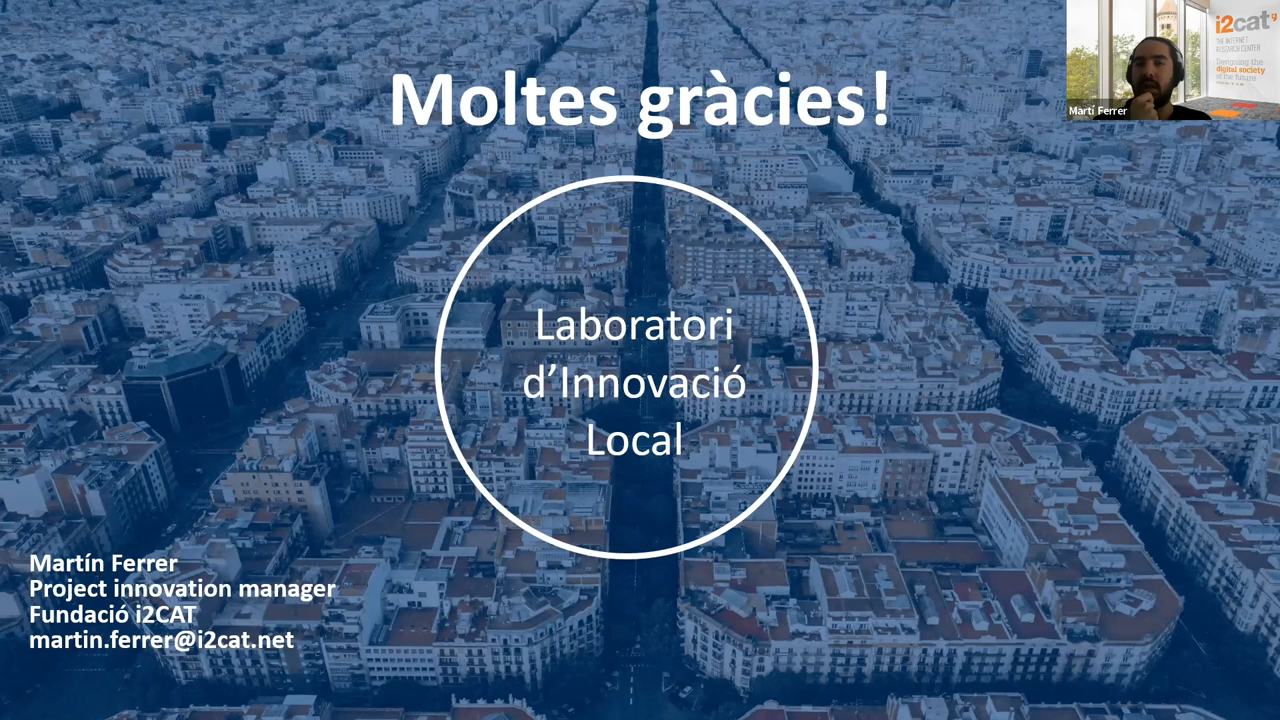 Moltes gràcies!
Laboratori
d’Innovació
Local
Martín Ferrer
Project innovation manager
Fundació i2CAT
martin.ferrer@i2cat.net
i2cat
THE INTERNET
RESEARCH CENTER
Designing the
digital society
of the future
Martí Ferrer